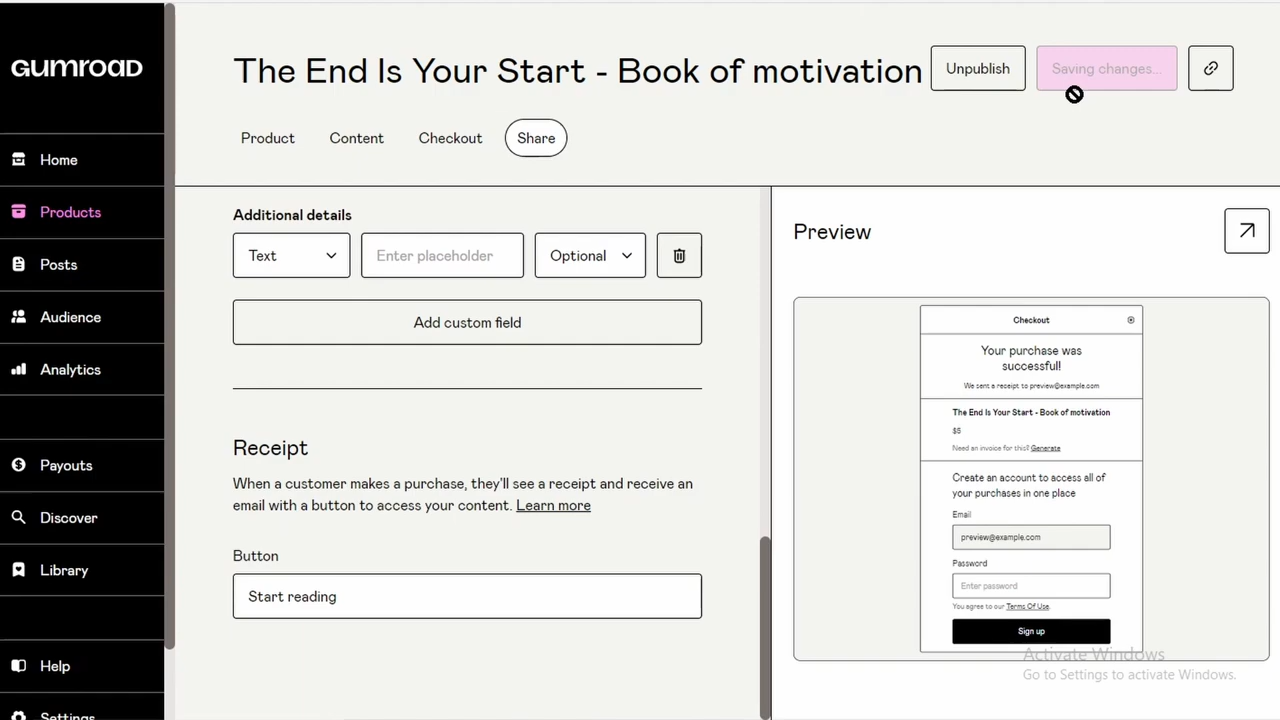 GUMROAD
Home
Products
Posts
Audience
Analytics
Payouts
Discover
Library
Help
Settings
The End Is Your Start - Book of motivation
Unpublish
Saving changes...
Product
Content
Checkout
Share
Additional details
Text
Enter placeholder
Optional
Add custom field
Receipt
When a customer makes a purchase, they'll see a receipt and receive an
email with a button to access your content. Learn more
Button
Start reading
Preview
Checkout
Your purchase was
successful!
We sent a receipt to preview@example.com
The End Is Your Start - Book of motivation
Need an invoice for this? Generate
Create an account to access all of
your purchases in one place
Email
preview@example.com
Password
Enter password
You agree to our Terms Of Use.
Sign up
Activate Windows
Go to Settings to activate Windows.